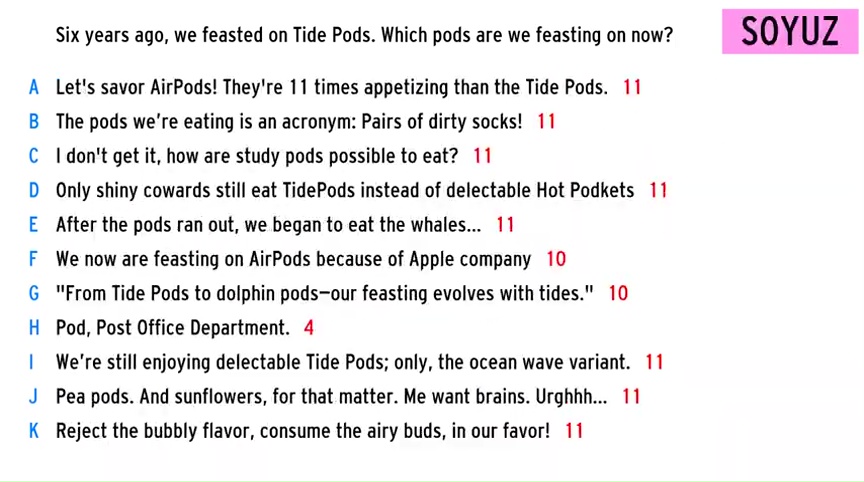 Six years ago, we feasted on Tide Pods. Which pods are we feasting on now?
SOYUZ
A Let's savor AirPods! They're 11 times appetizing than the Tide Pods. 11
B The pods we're eating is an acronym: Pairs of dirty socks! 11
C I don't get it, how are study pods possible to eat? 11
D Only shiny cowards still eat TidePods instead of delectable Hot Podkets 11
E After the pods ran out, we began to eat the whales... 11
F We now are feasting on AirPods because of Apple company 10
G "From Tide Pods to dolphin pods—our feasting evolves with tides." 10
H Pod, Post Office Department. 4
I We're still enjoying delectable Tide Pods; only, the ocean wave variant. 11
J Pea pods. And sunflowers, for that matter. Me want brains. Urghhh... 11
K Reject the bubbly flavor, consume the airy buds, in our favor! 11